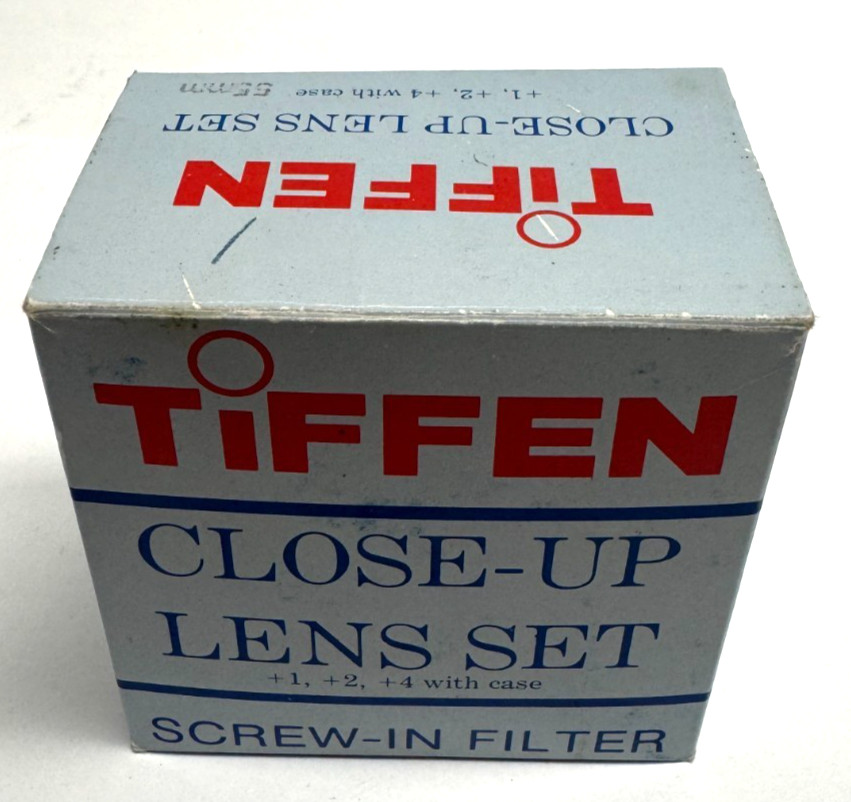 TiFFEN
CLOSE-UP LENS SET
+1, +2, +4 with case 55mm
TiFFEN
CLOSE-UP
LENS SET
+1, +2, +4 with case
SCREW-IN FILTER